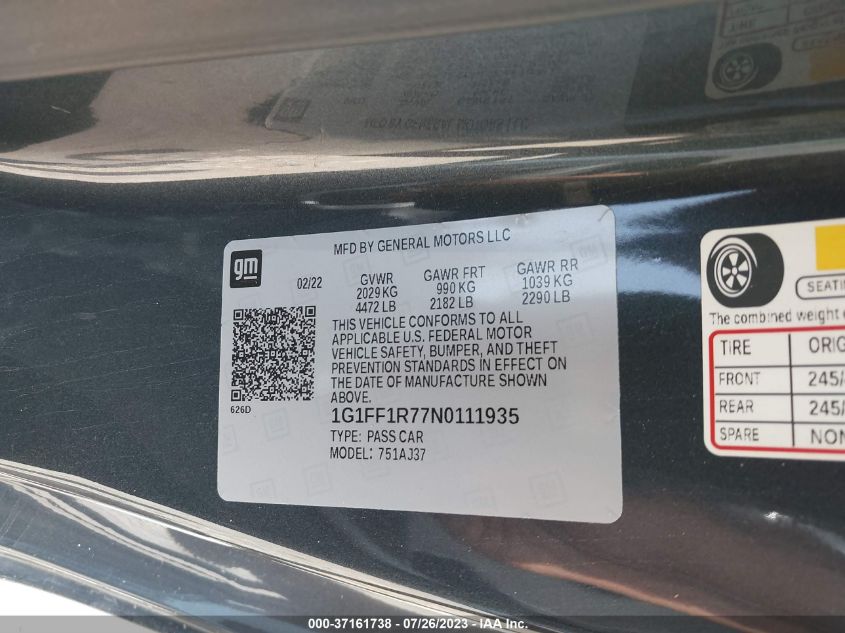 MFD BY GENERAL MOTORS LLC
gm
02/22
GVWR
2029 KG
4472 LB
GAWR FRT
990 KG
2182 LB
GAWR RR
1039 KG
2290 LB
THIS VEHICLE CONFORMS TO ALL
APPLICABLE U.S. FEDERAL MOTOR
VEHICLE SAFETY, BUMPER, AND THEFT
PREVENTION STANDARDS IN EFFECT ON
THE DATE OF MANUFACTURE SHOWN
ABOVE.
626D
1G1FF1R77N0111935
TYPE: PASS CAR
MODEL: 751AJ37
SEATIN
The combined weight
TIRE ORIG
FRONT 245/
REAR 245/
SPARE NON
000-37161738 - 07/26/2023 - IAA Inc.